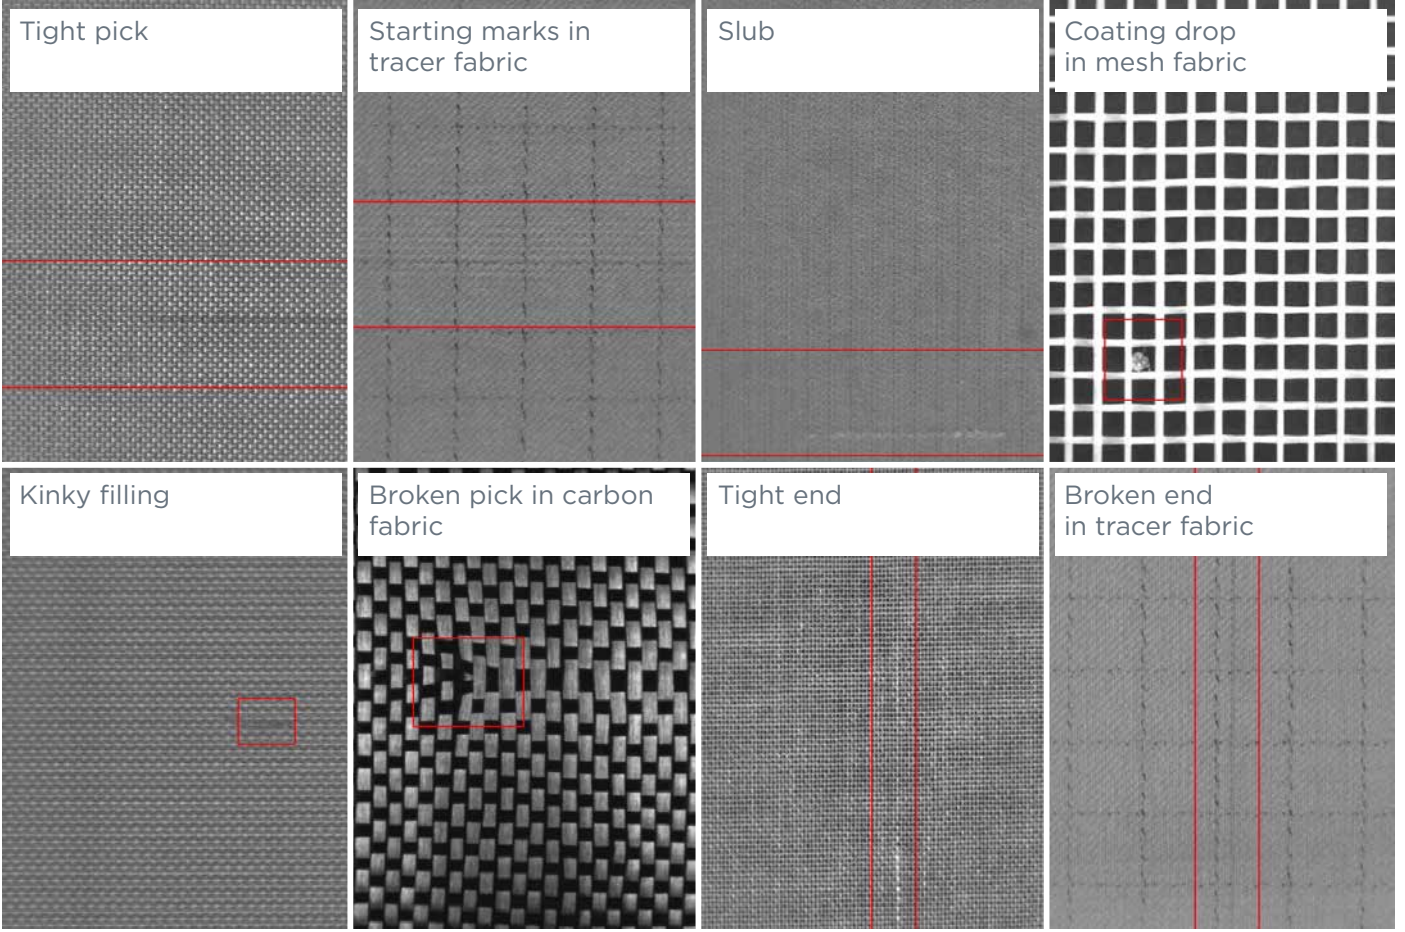 Tight pick
Starting marks in
tracer fabric
Slub
Coating drop
in mesh fabric
Kinky filling
Broken pick in carbon
fabric
Tight end
Broken end
in tracer fabric